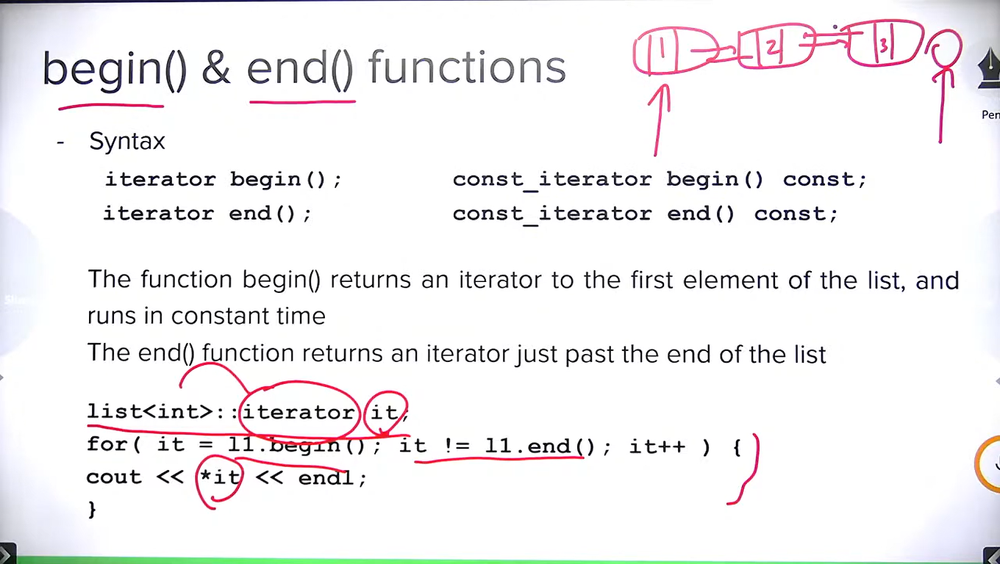 begin() & end() functions
1 2 3
Pen
- Syntax
iterator begin(); const_iterator begin() const;
iterator end(); const_iterator end() const;
The function begin() returns an iterator to the first element of the list, and
runs in constant time
The end() function returns an iterator just past the end of the list
list<int>::iterator it;
for( it = l1.begin(); it != l1.end(); it++ ) {
cout << *it << endl;
}